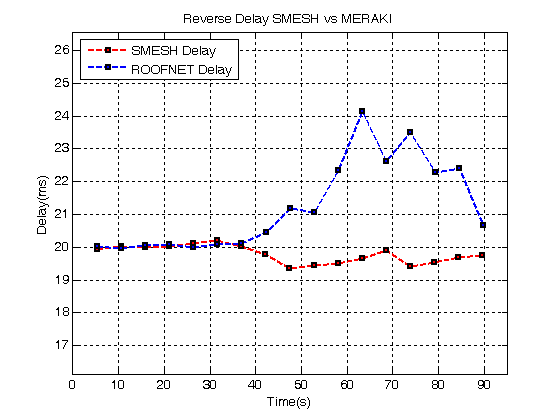 Reverse Delay SMESH vs MERAKI
SMESH Delay
ROOFNET Delay
26
25
24
23
22
21
20
19
18
17
Delay(ms)
0 10 20 30 40 50 60 70 80 90
Time(s)